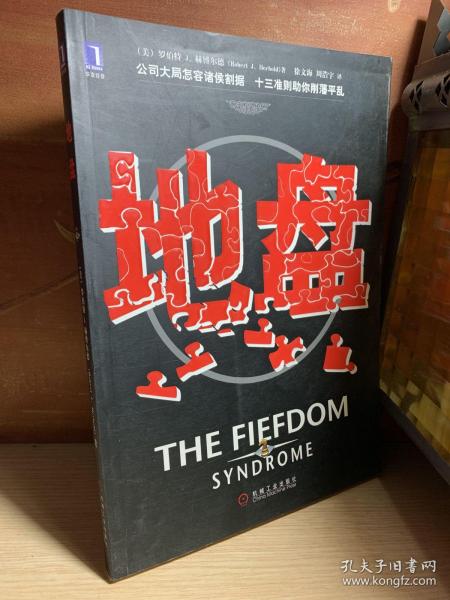 (美) 罗伯特 J. 赫博尔德 (Robert J. Herbold) 著 徐文海 周浩宇 译
公司大局怎容诸侯割据 十三准则助你削藩平乱
地盘
THE FIEFDOM
SYNDROME
机械工业出版社
China Machine Press
孔夫子旧书网
www.kongfz.com